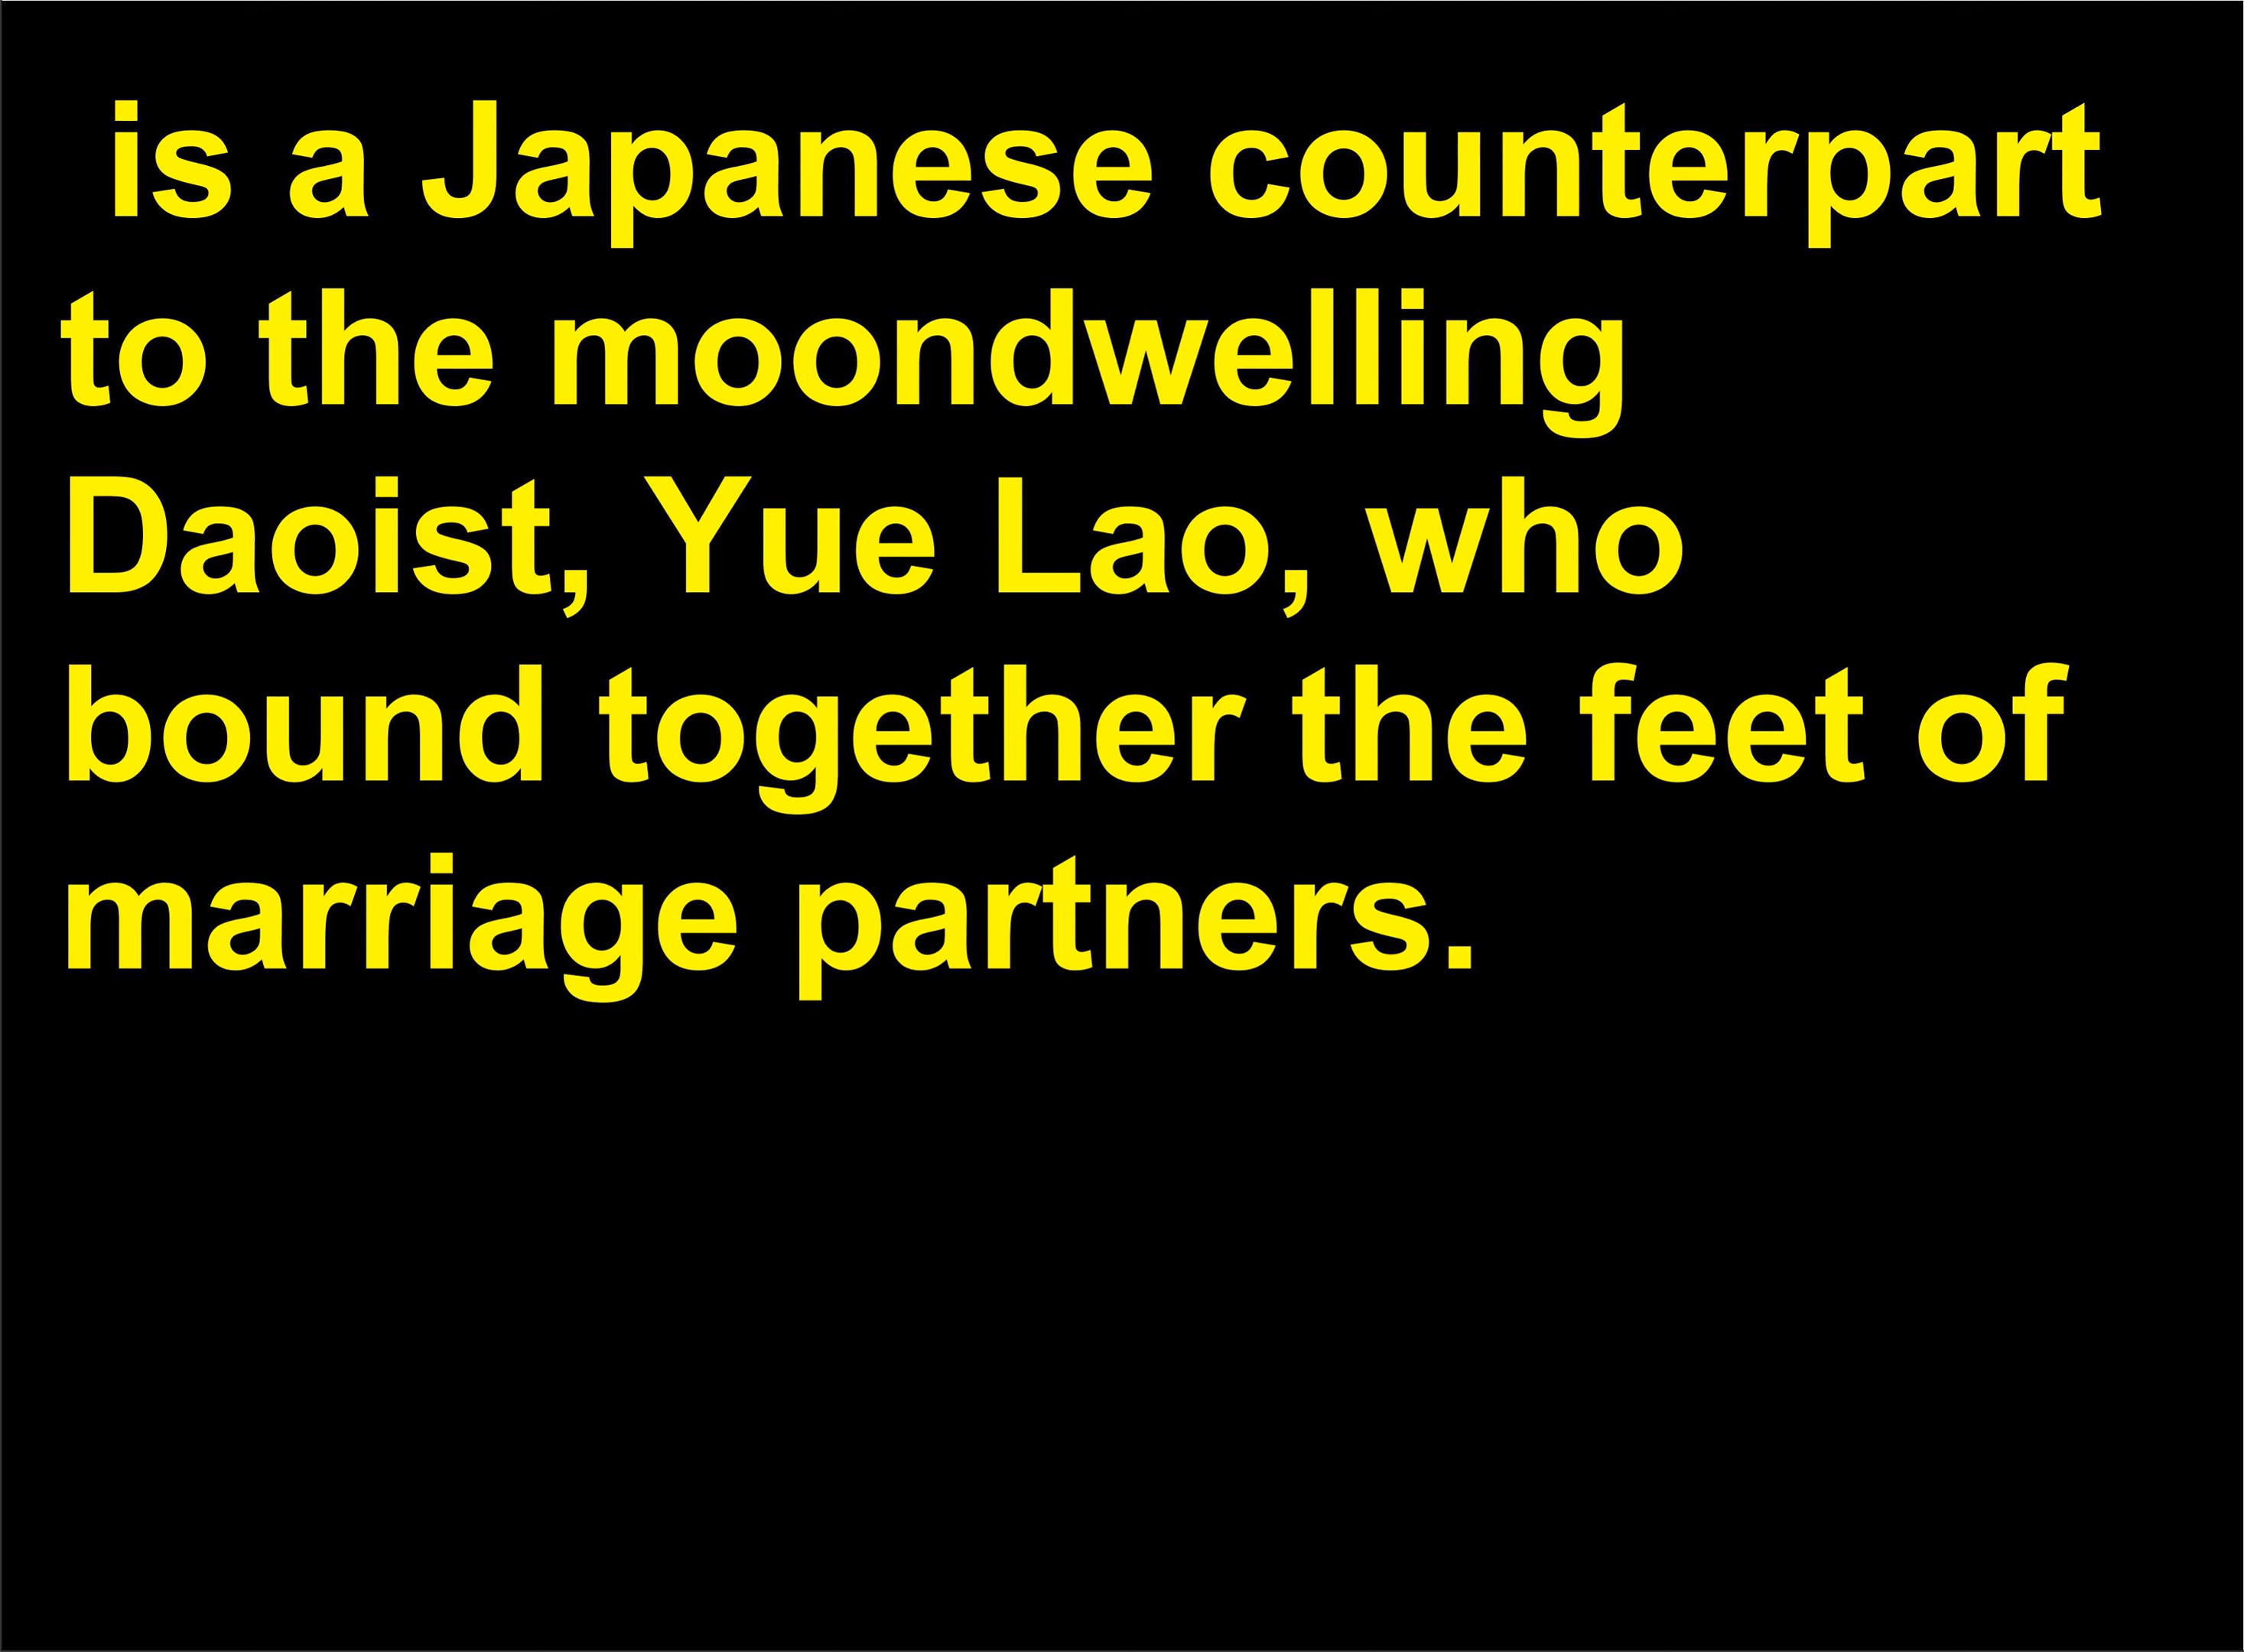 is a Japanese counterpart
to the moondwelling
Daoist, Yue Lao, who
bound together the feet of
marriage partners.